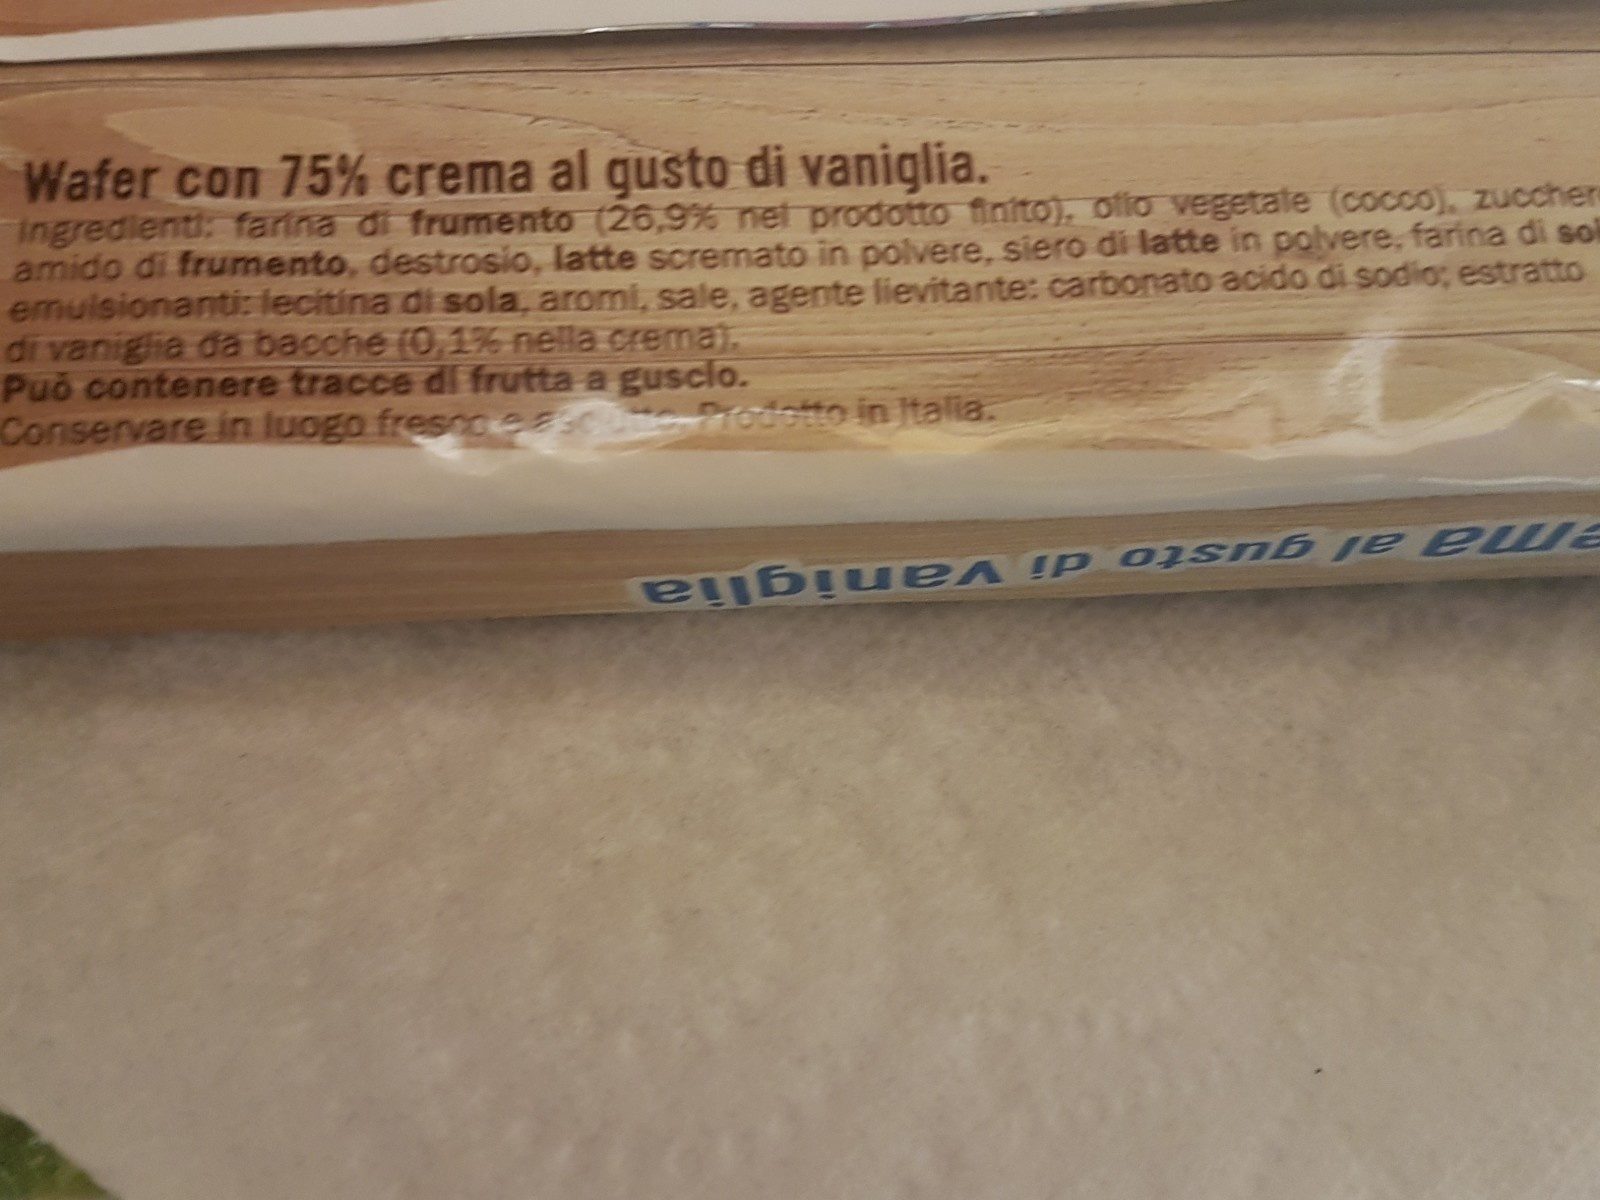 Wafer con 75% crema al gusto di vaniglia.
Ingredienti: farina di frumento (26,9% nel prodotto finito), olio vegetale (cocco), zuccher
amido di frumento, destrosio, latte scremato in polvere, siero di latte in polvere, farina di so
emulsionanti: lecitina di soia, aromi, sale, agente lievitante: carbonato acido di sodio; estratto
di vaniglia da bacche (0,1% nella crema).
Può contenere tracce di frutta a guscio.
Conservare in luogo fresco e asciutto. Prodotto in Italia.
ema al gusto di vaniglia